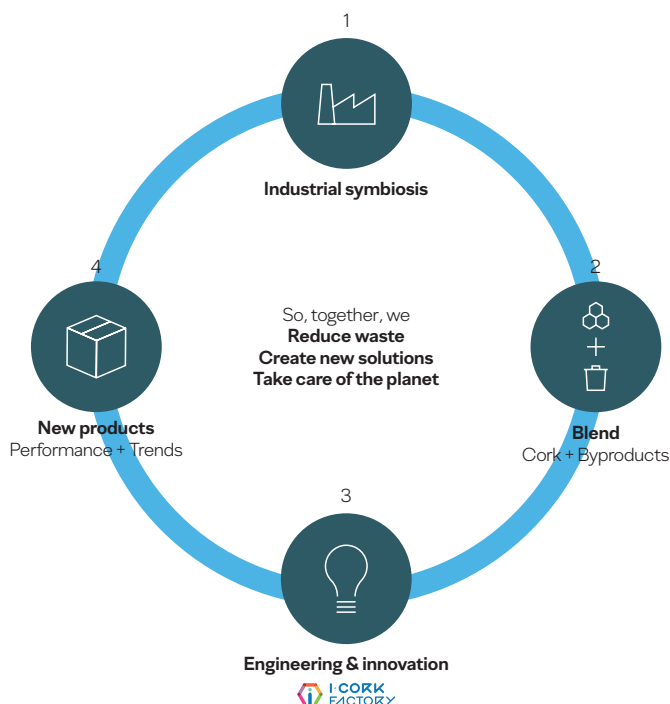 1
Industrial symbiosis
2
Blend
Cork + Byproducts
So, together, we
Reduce waste
Create new solutions
Take care of the planet
4
New products
Performance + Trends
3
Engineering & innovation
I·CORK
FACTORY